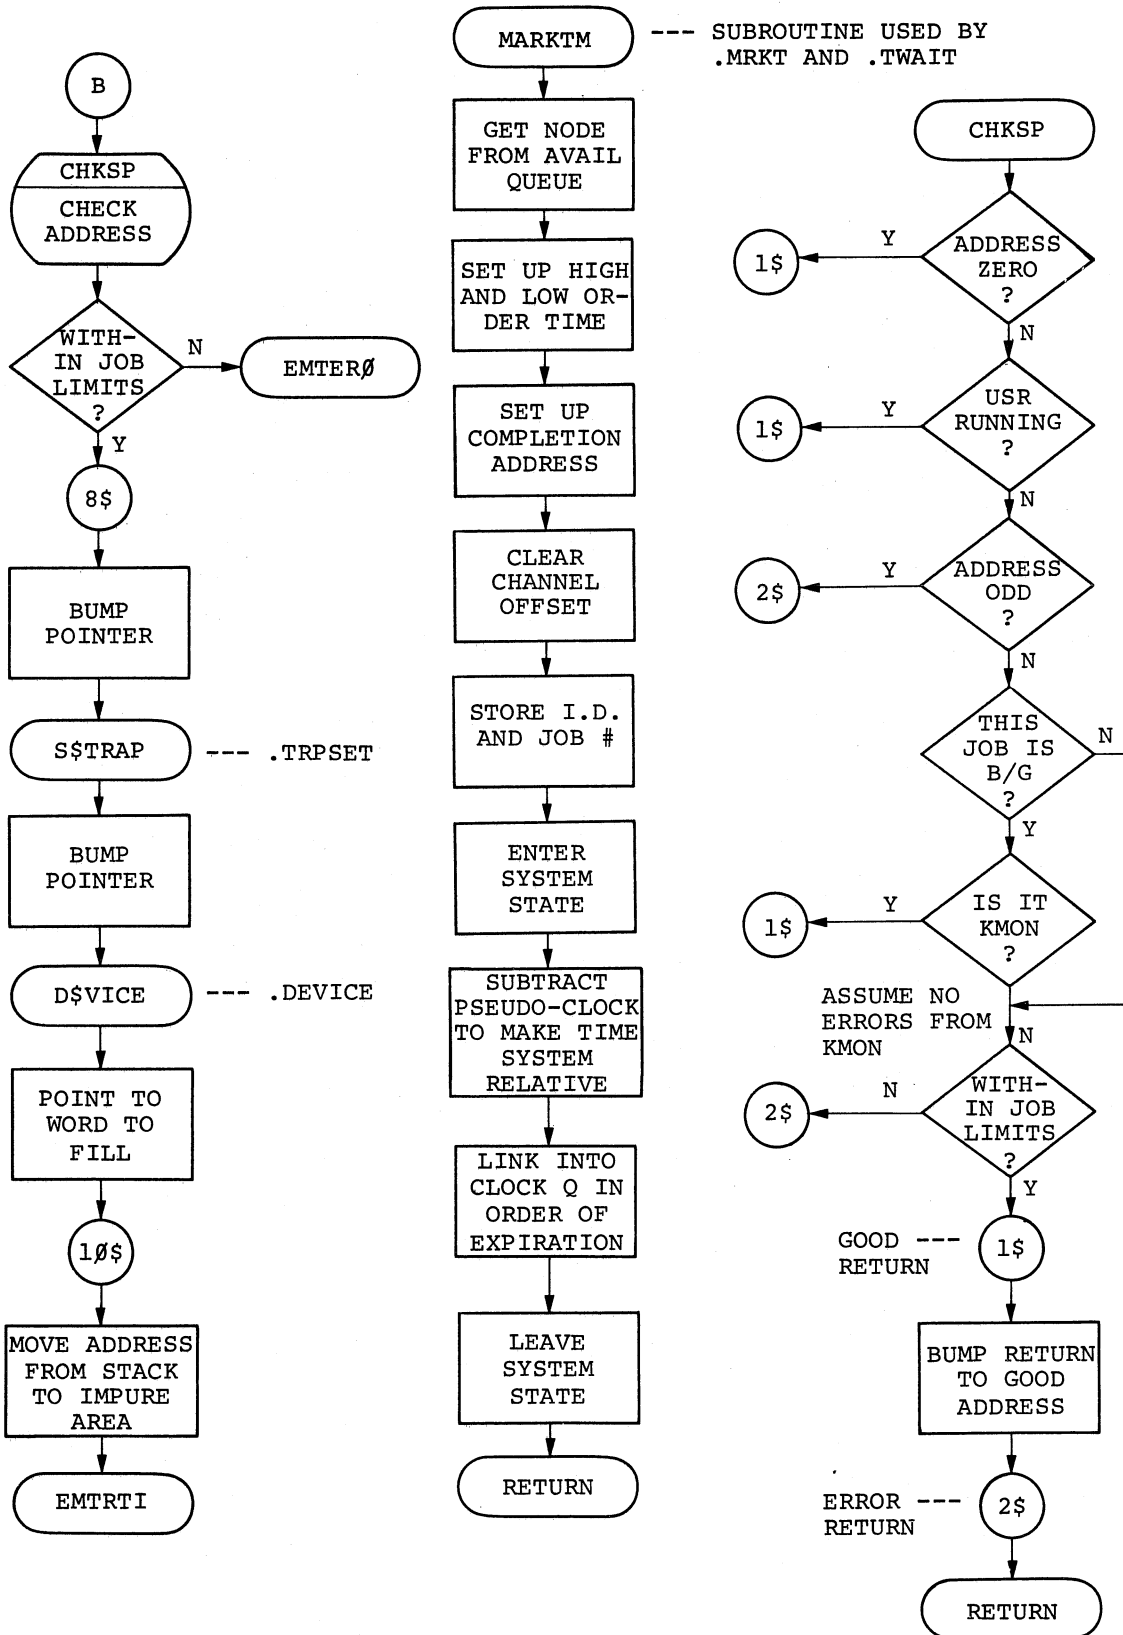 B
CHKSP
CHECK
ADDRESS
WITH-
IN JOB
LIMITS
?
N
EMTERØ
Y
8$
BUMP
POINTER
S$TRAP
--- .TRPSET
BUMP
POINTER
D$VICE
--- .DEVICE
POINT TO
WORD TO
FILL
1Ø$
MOVE ADDRESS
FROM STACK
TO IMPURE
AREA
EMTRTI
MARKTM
--- SUBROUTINE USED BY
.MRKT AND .TWAIT
GET NODE
FROM AVAIL
QUEUE
SET UP HIGH
AND LOW OR-
DER TIME
SET UP
COMPLETION
ADDRESS
CLEAR
CHANNEL
OFFSET
STORE I.D.
AND JOB #
ENTER
SYSTEM
STATE
SUBTRACT
PSEUDO-CLOCK
TO MAKE TIME
SYSTEM
RELATIVE
LINK INTO
CLOCK Q IN
ORDER OF
EXPIRATION
LEAVE
SYSTEM
STATE
RETURN
CHKSP
ADDRESS
ZERO
?
Y
1$
N
USR
RUNNING
?
Y
1$
N
ADDRESS
ODD
?
Y
2$
N
THIS
JOB IS
B/G
?
N
Y
IS IT
KMON
?
Y
1$
ASSUME NO
ERRORS FROM
KMON
N
WITH-
IN JOB
LIMITS
?
N
2$
Y
GOOD ---
RETURN
1$
BUMP RETURN
TO GOOD
ADDRESS
ERROR ---
RETURN
2$
RETURN